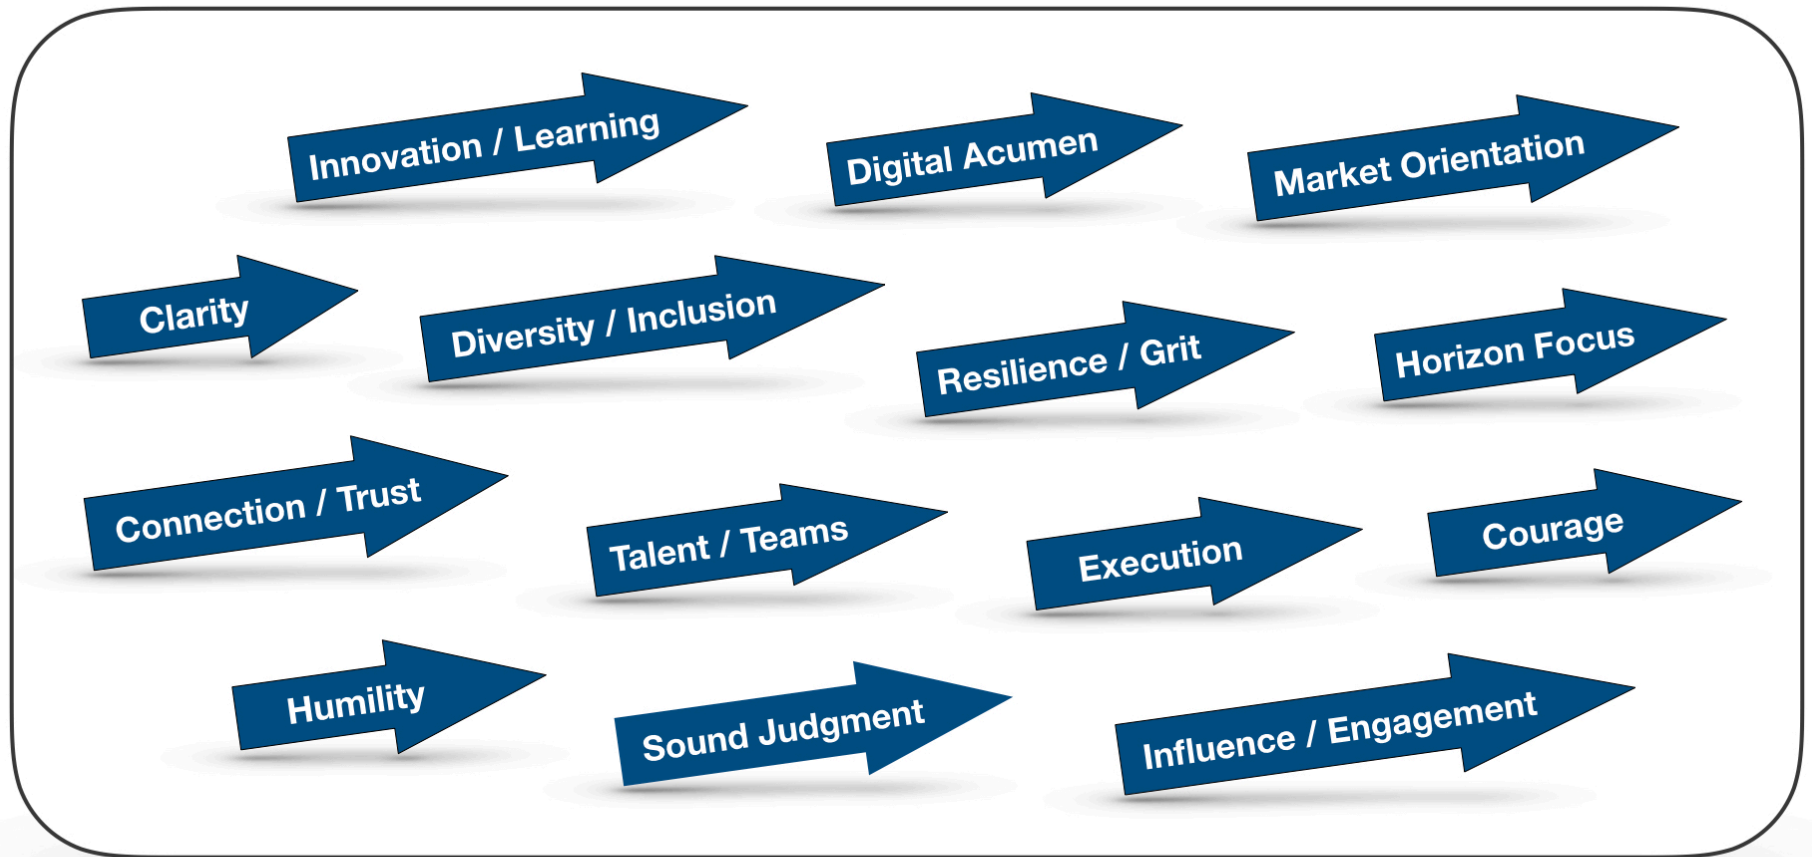 Innovation / Learning
Digital Acumen
Market Orientation
Clarity
Diversity / Inclusion
Resilience / Grit
Horizon Focus
Connection / Trust
Talent / Teams
Execution
Courage
Humility
Sound Judgment
Influence / Engagement